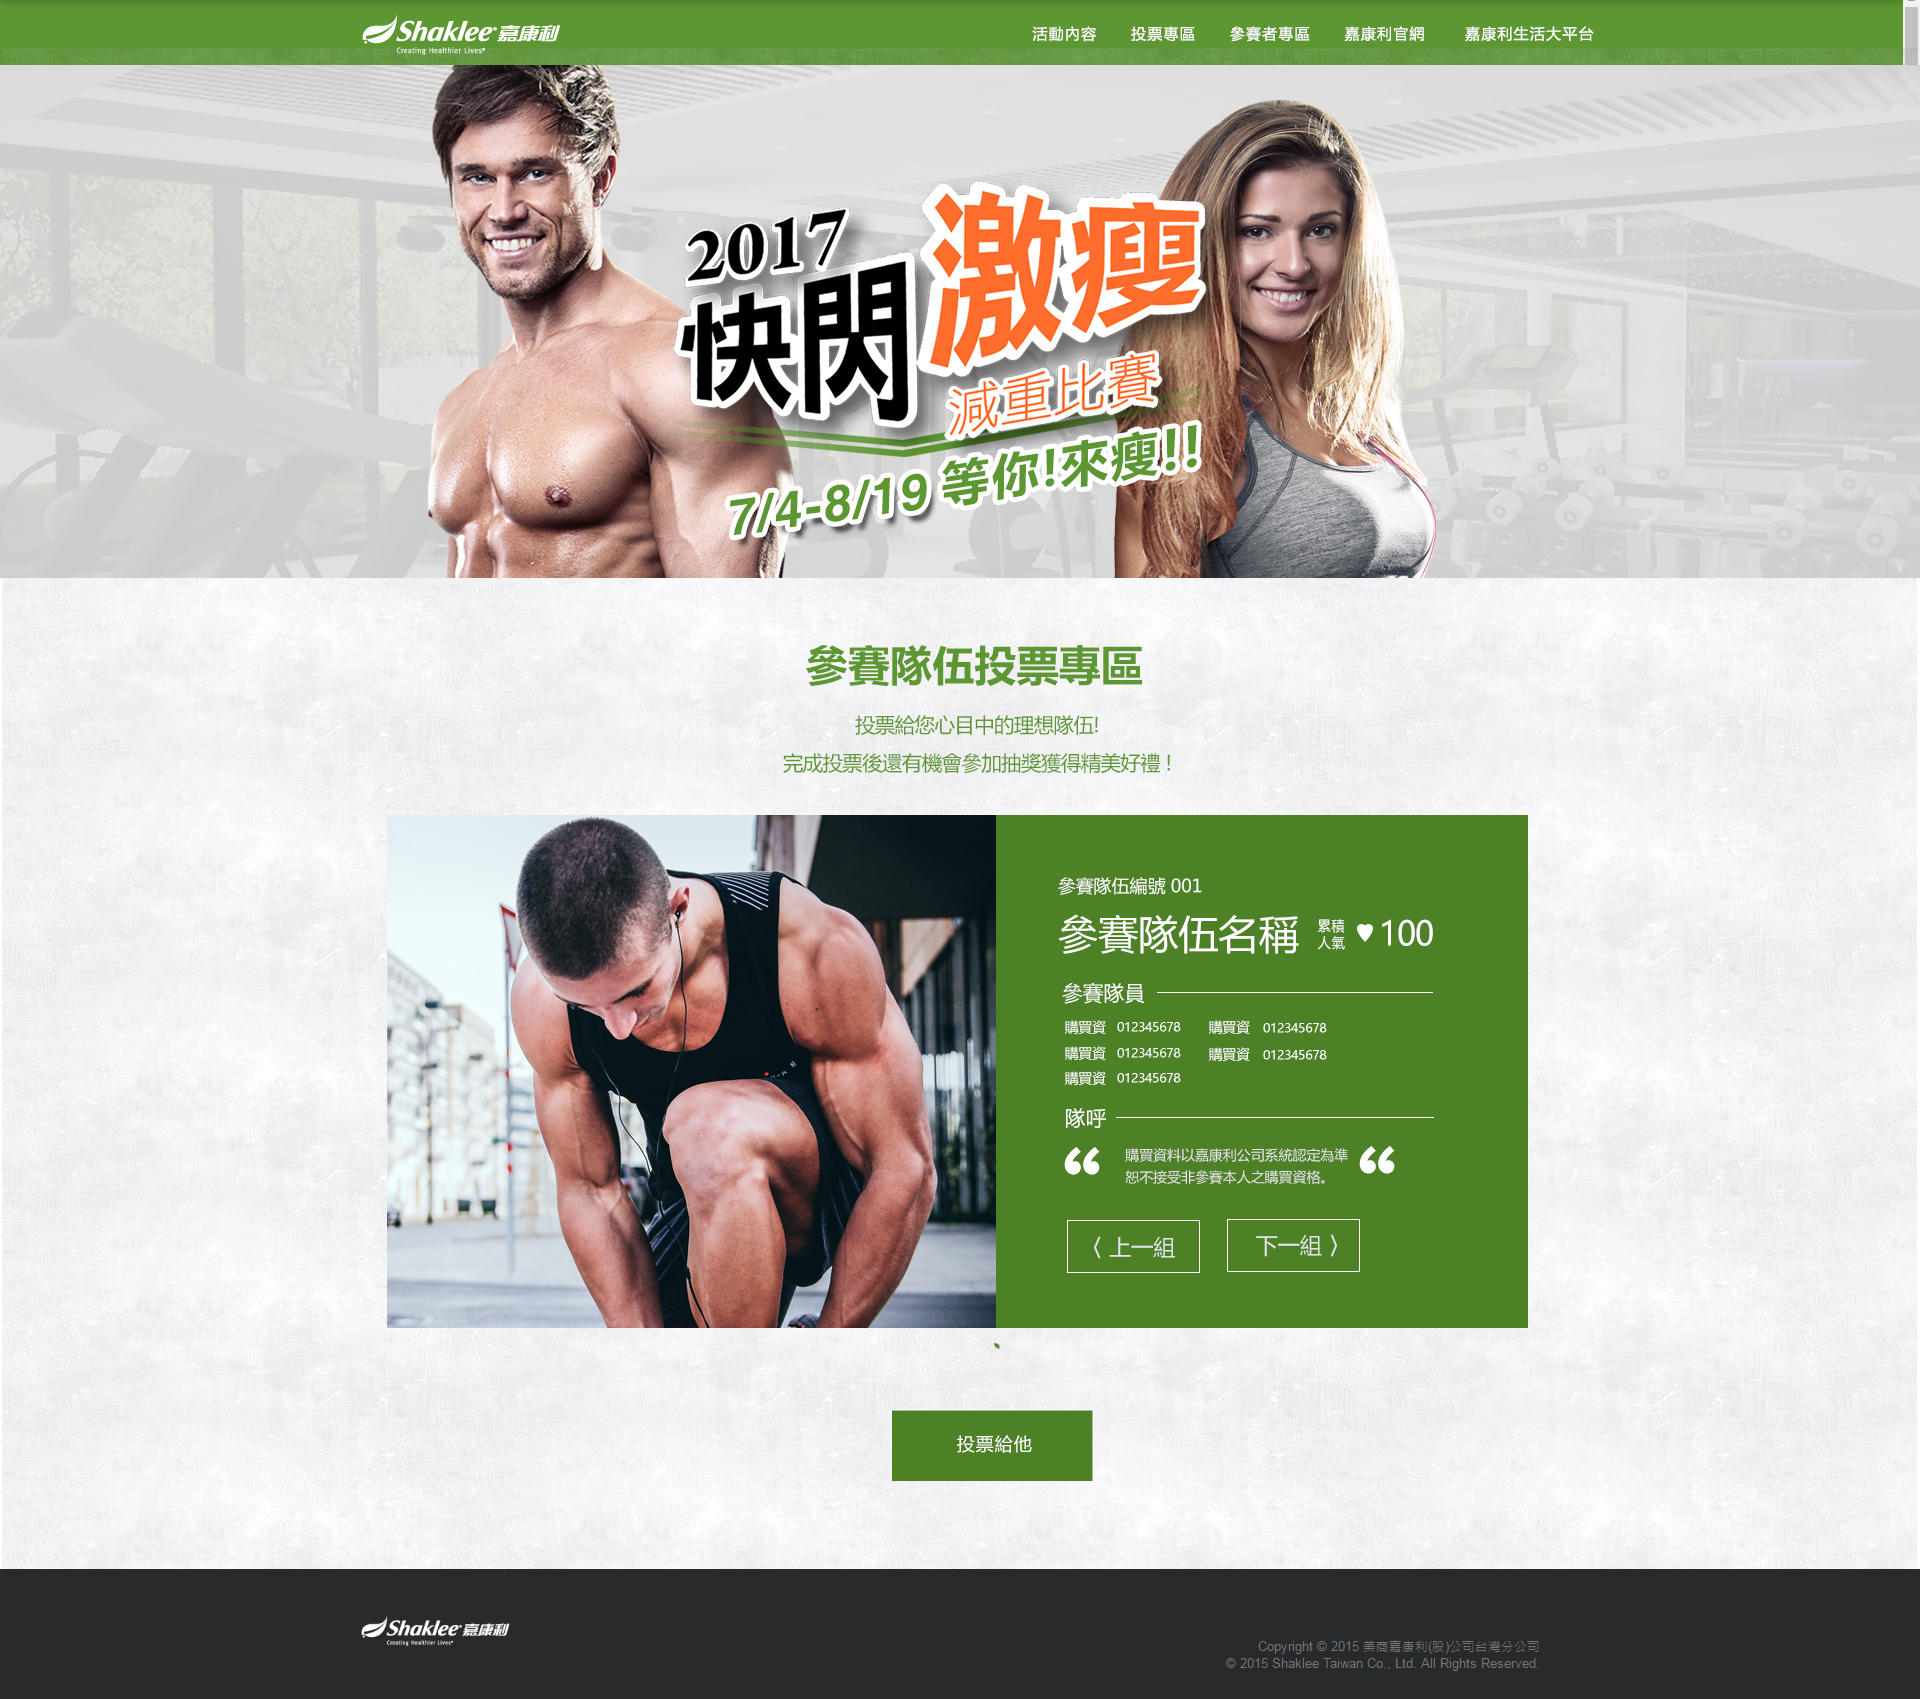 Shaklee 嘉康利
Creating Healthier Lives
活動內容 投票專區 參賽者專區 嘉康利官網 嘉康利生活大平台
2017
快閃激瘦
減重比賽
7/4-8/19 等你!來瘦!!
參賽隊伍投票專區
投票給您心目中的理想隊伍!
完成投票後還有機會參加抽獎獲得精美好禮 !
參賽隊伍編號 001
參賽隊伍名稱 累積人氣 ♥ 100
參賽隊員
購買資 012345678 購買資 012345678
購買資 012345678 購買資 012345678
購買資 012345678
隊呼
“ 購買資料以嘉康利公司系統認定為準 “
恕不接受非參賽本人之購買資格。
〈 上一組 下一組 〉
投票給他
Shaklee 嘉康利
Creating Healthier Lives
Copyright © 2015 美商嘉康利(股)公司台灣分公司
© 2015 Shaklee Taiwan Co., Ltd. All Rights Reserved.